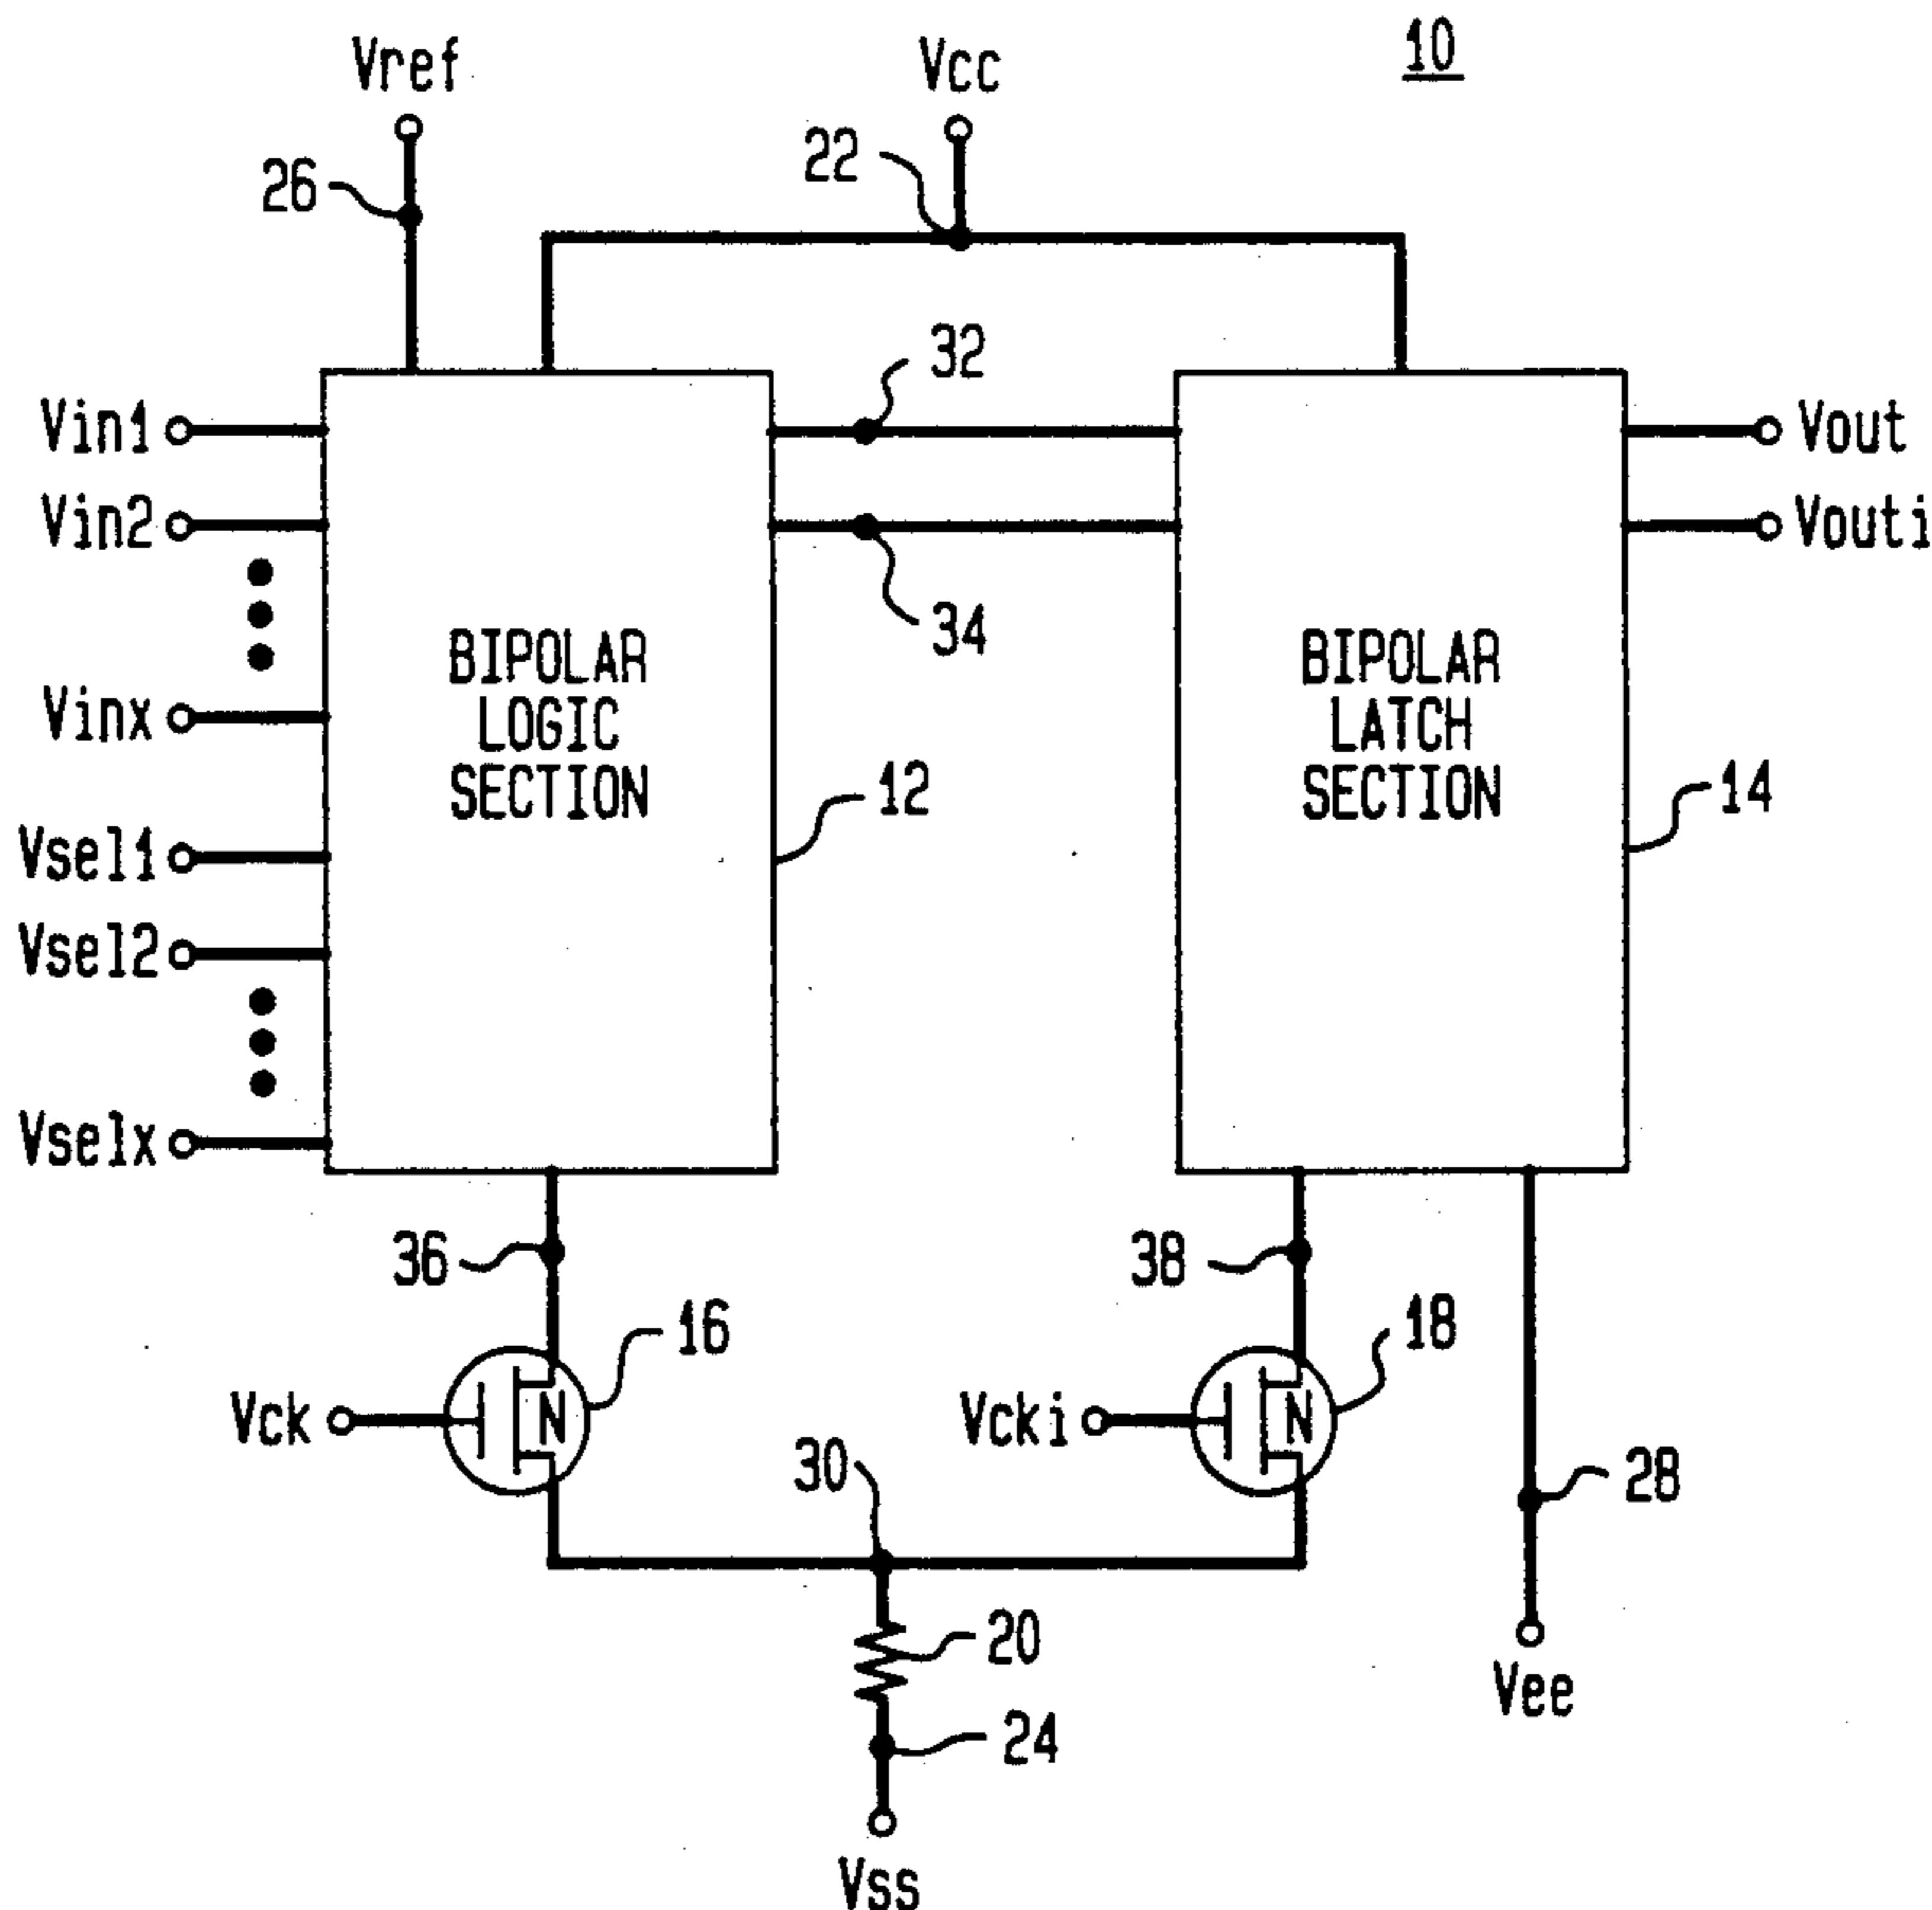 10
Vref
Vcc
22
26
32
Vin1
Vout
Vin2
Vouti
34
BIPOLAR
LOGIC
SECTION
BIPOLAR
LATCH
SECTION
Vinx
12
14
Vsel1
Vsel2
Vselx
36
38
16
18
Vck
N
Vcki
N
30
28
20
Vee
24
Vss